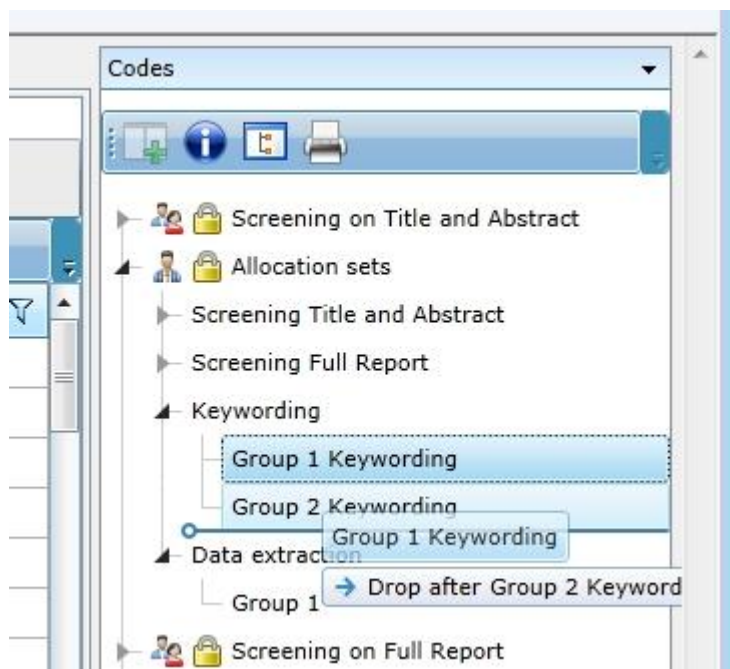 Codes
Screening on Title and Abstract
Allocation sets
Screening Title and Abstract
Screening Full Report
Keywording
Group 1 Keywording
Group 2 Keywording
Group 1 Keywording
Data extraction
Drop after Group 2 Keyword
Group 1
Screening on Full Report